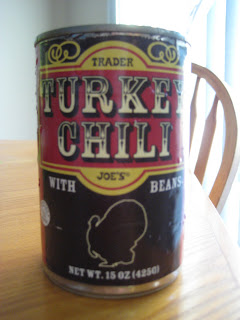 TRADER
TURKEY
CHILI
JOE'S®
WITH BEANS
NET WT. 15 OZ (425G)